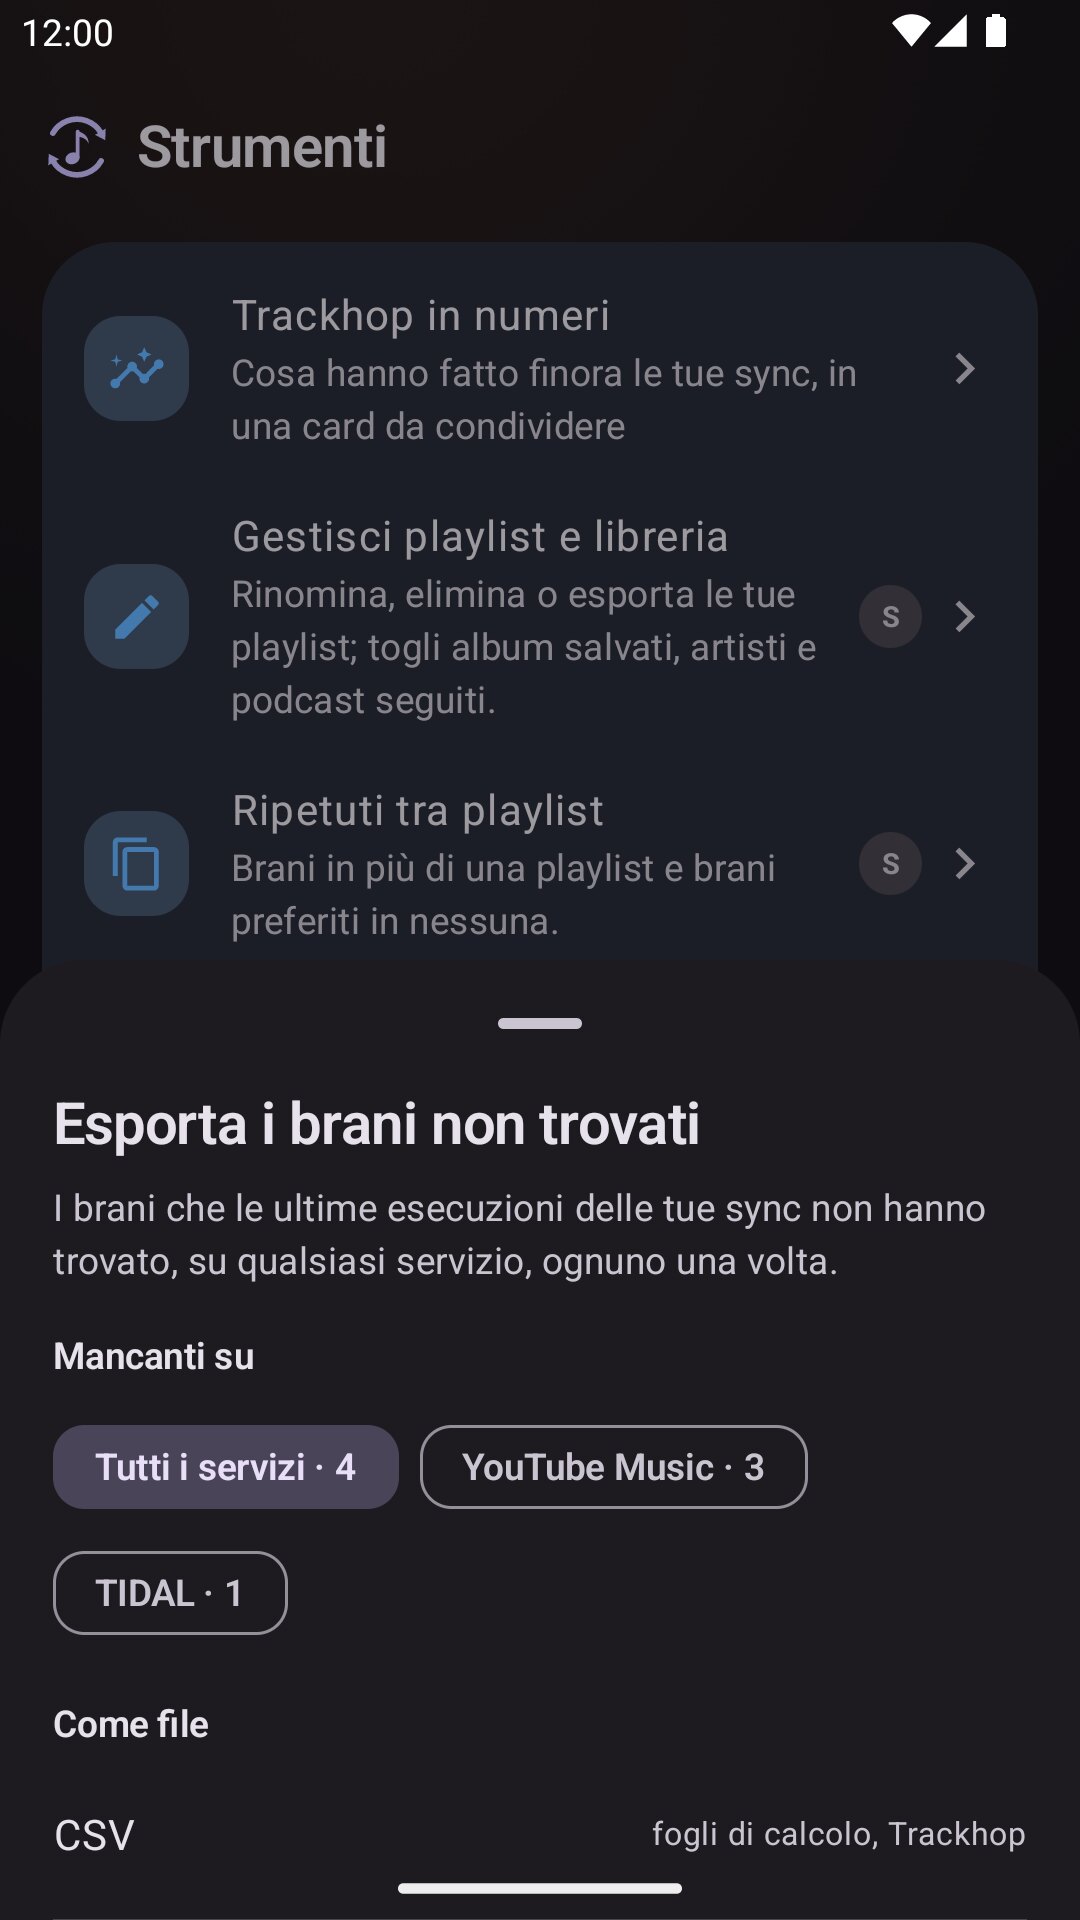 12:00
Strumenti
Trackhop in numeri
Cosa hanno fatto finora le tue sync, in
una card da condividere
Gestisci playlist e libreria
Rinomina, elimina o esporta le tue
playlist; togli album salvati, artisti e
podcast seguiti.
S
Ripetuti tra playlist
Brani in più di una playlist e brani
preferiti in nessuna.
S
Esporta i brani non trovati
I brani che le ultime esecuzioni delle tue sync non hanno
trovato, su qualsiasi servizio, ognuno una volta.
Mancanti su
Tutti i servizi · 4
YouTube Music · 3
TIDAL · 1
Come file
CSV
fogli di calcolo, Trackhop